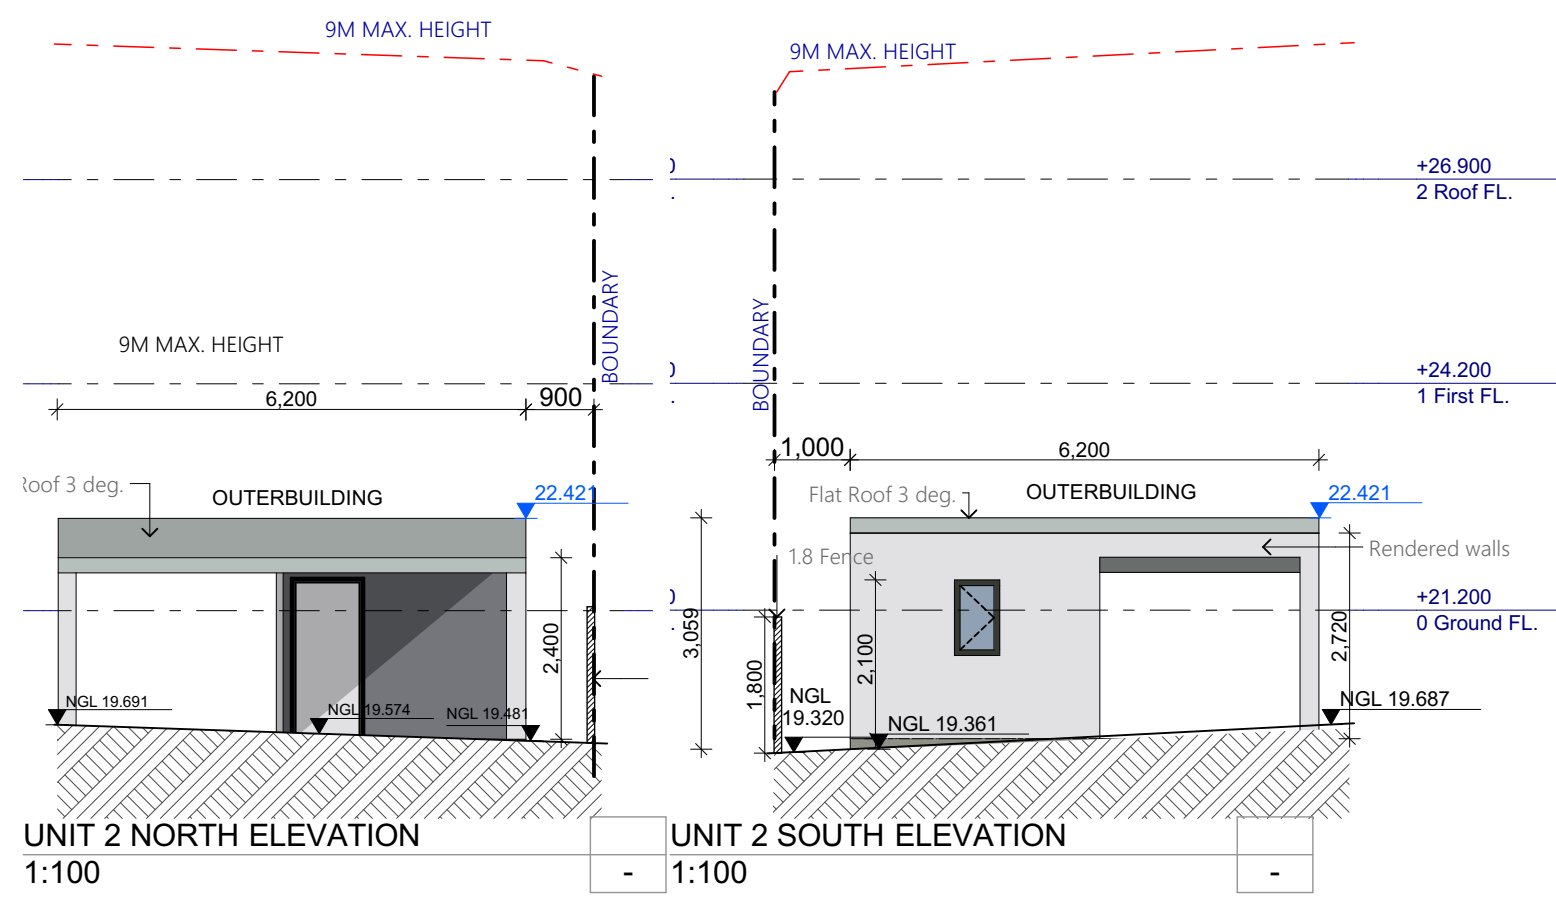 9M MAX. HEIGHT
BOUNDARY
9M MAX. HEIGHT
6,200
900
Roof 3 deg.
OUTERBUILDING
22.421
2,400
NGL 19.691
NGL 19.574
NGL 19.481
UNIT 2 NORTH ELEVATION
1:100
-
9M MAX. HEIGHT
+26.900
2 Roof FL.
BOUNDARY
+24.200
1 First FL.
1,000
6,200
Flat Roof 3 deg.
OUTERBUILDING
22.421
1.8 Fence
Rendered walls
+21.200
0 Ground FL.
3,059
1,800
2,100
2,720
NGL
19.320
NGL 19.361
NGL 19.687
UNIT 2 SOUTH ELEVATION
1:100
-